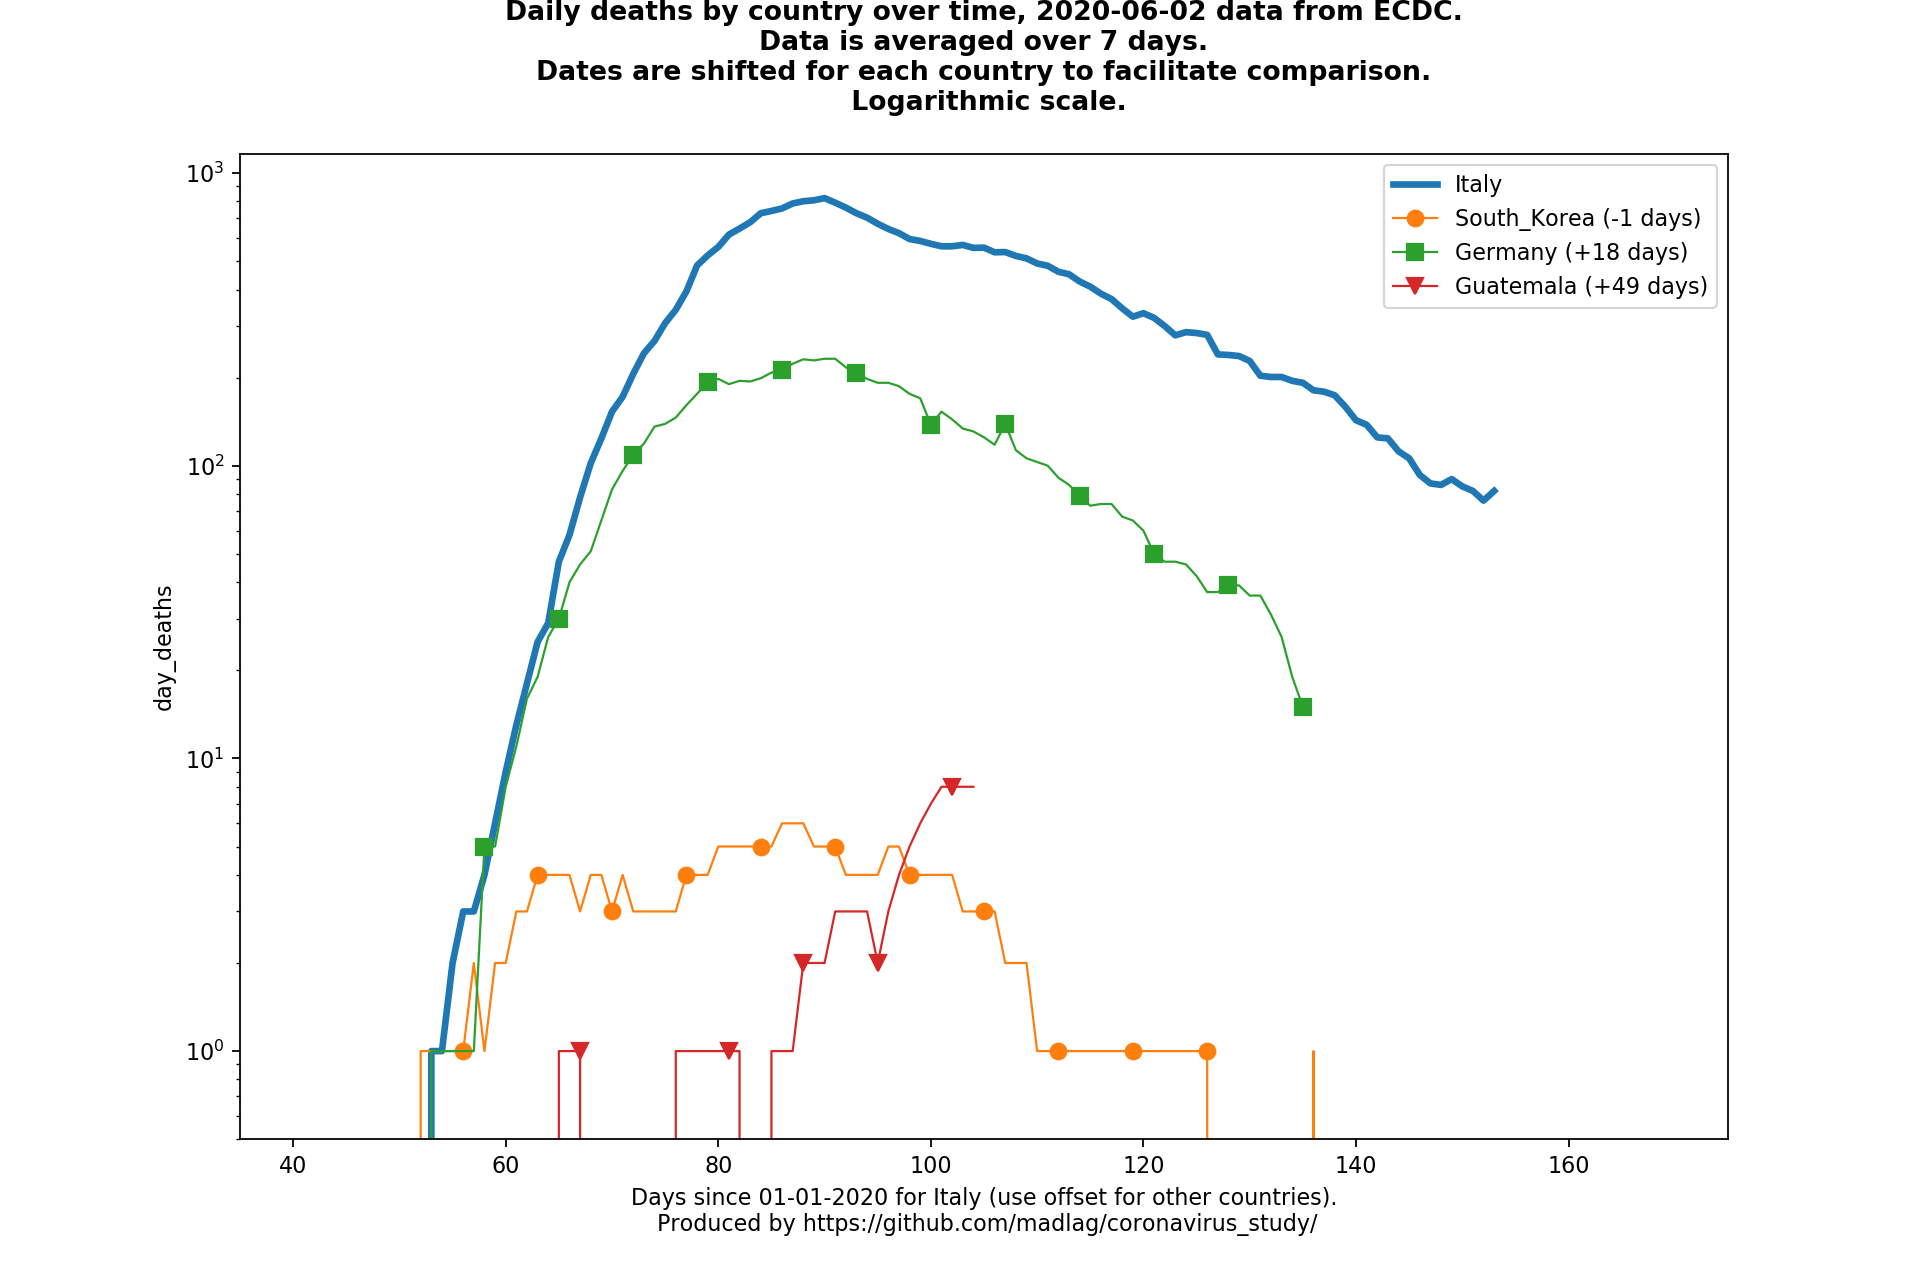 Daily deaths by country over time, 2020-06-02 data from ECDC.
Data is averaged over 7 days.
Dates are shifted for each country to facilitate comparison.
Logarithmic scale.
10³
10²
10¹
10⁰
day_deaths
Italy
South_Korea (-1 days)
Germany (+18 days)
Guatemala (+49 days)
40 60 80 100 120 140 160
Days since 01-01-2020 for Italy (use offset for other countries).
Produced by https://github.com/madlag/coronavirus_study/